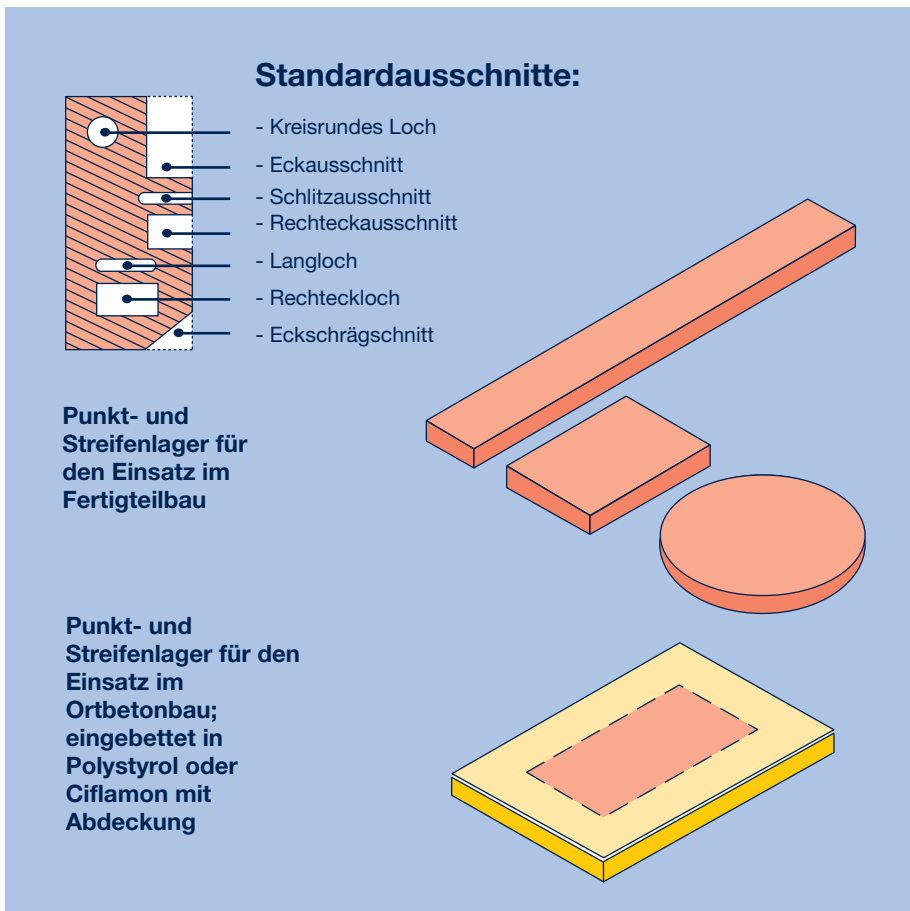 Standardausschnitte:
- Kreisrundes Loch
- Eckausschnitt
- Schlitzausschnitt
- Rechteckausschnitt
- Langloch
- Rechteckloch
- Eckschrägschnitt
Punkt- und
Streifenlager für
den Einsatz im
Fertigteilbau
Punkt- und
Streifenlager für den
Einsatz im
Ortbetonbau;
eingebettet in
Polystyrol oder
Ciflamon mit
Abdeckung